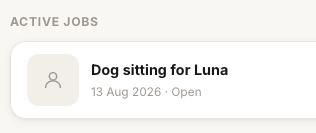 ACTIVE JOBS
Dog sitting for Luna
13 Aug 2026 · Open